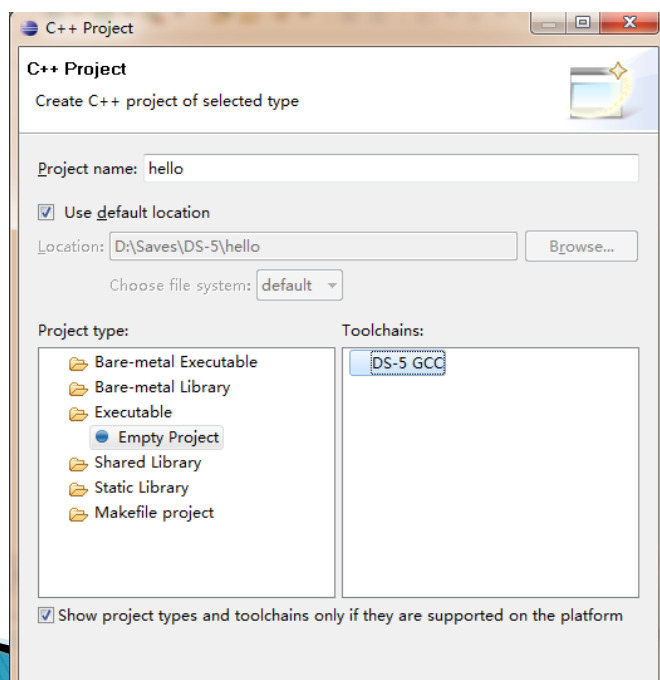 C++ Project
C++ Project
Create C++ project of selected type
Project name: hello
Use default location
Location: D:\Saves\DS-5\hello Browse...
Choose file system: default
Project type: Toolchains:
Bare-metal Executable DS-5 GCC
Bare-metal Library
Executable
Empty Project
Shared Library
Static Library
Makefile project
Show project types and toolchains only if they are supported on the platform